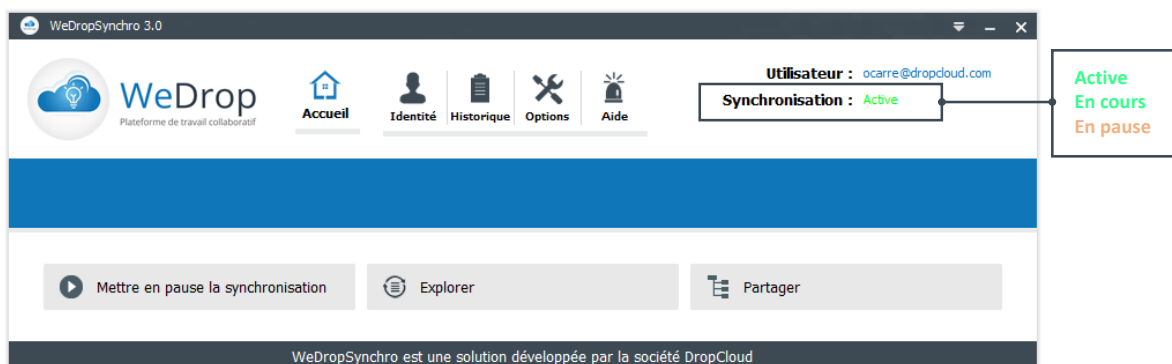 WeDropSynchro 3.0
WeDrop
Plateforme de travail collaboratif
Accueil
Identité
Historique
Options
Aide
Utilisateur : ocarre@dropcloud.com
Synchronisation : Active
Active
En cours
En pause
Mettre en pause la synchronisation
Explorer
Partager
WeDropSynchro est une solution développée par la société DropCloud